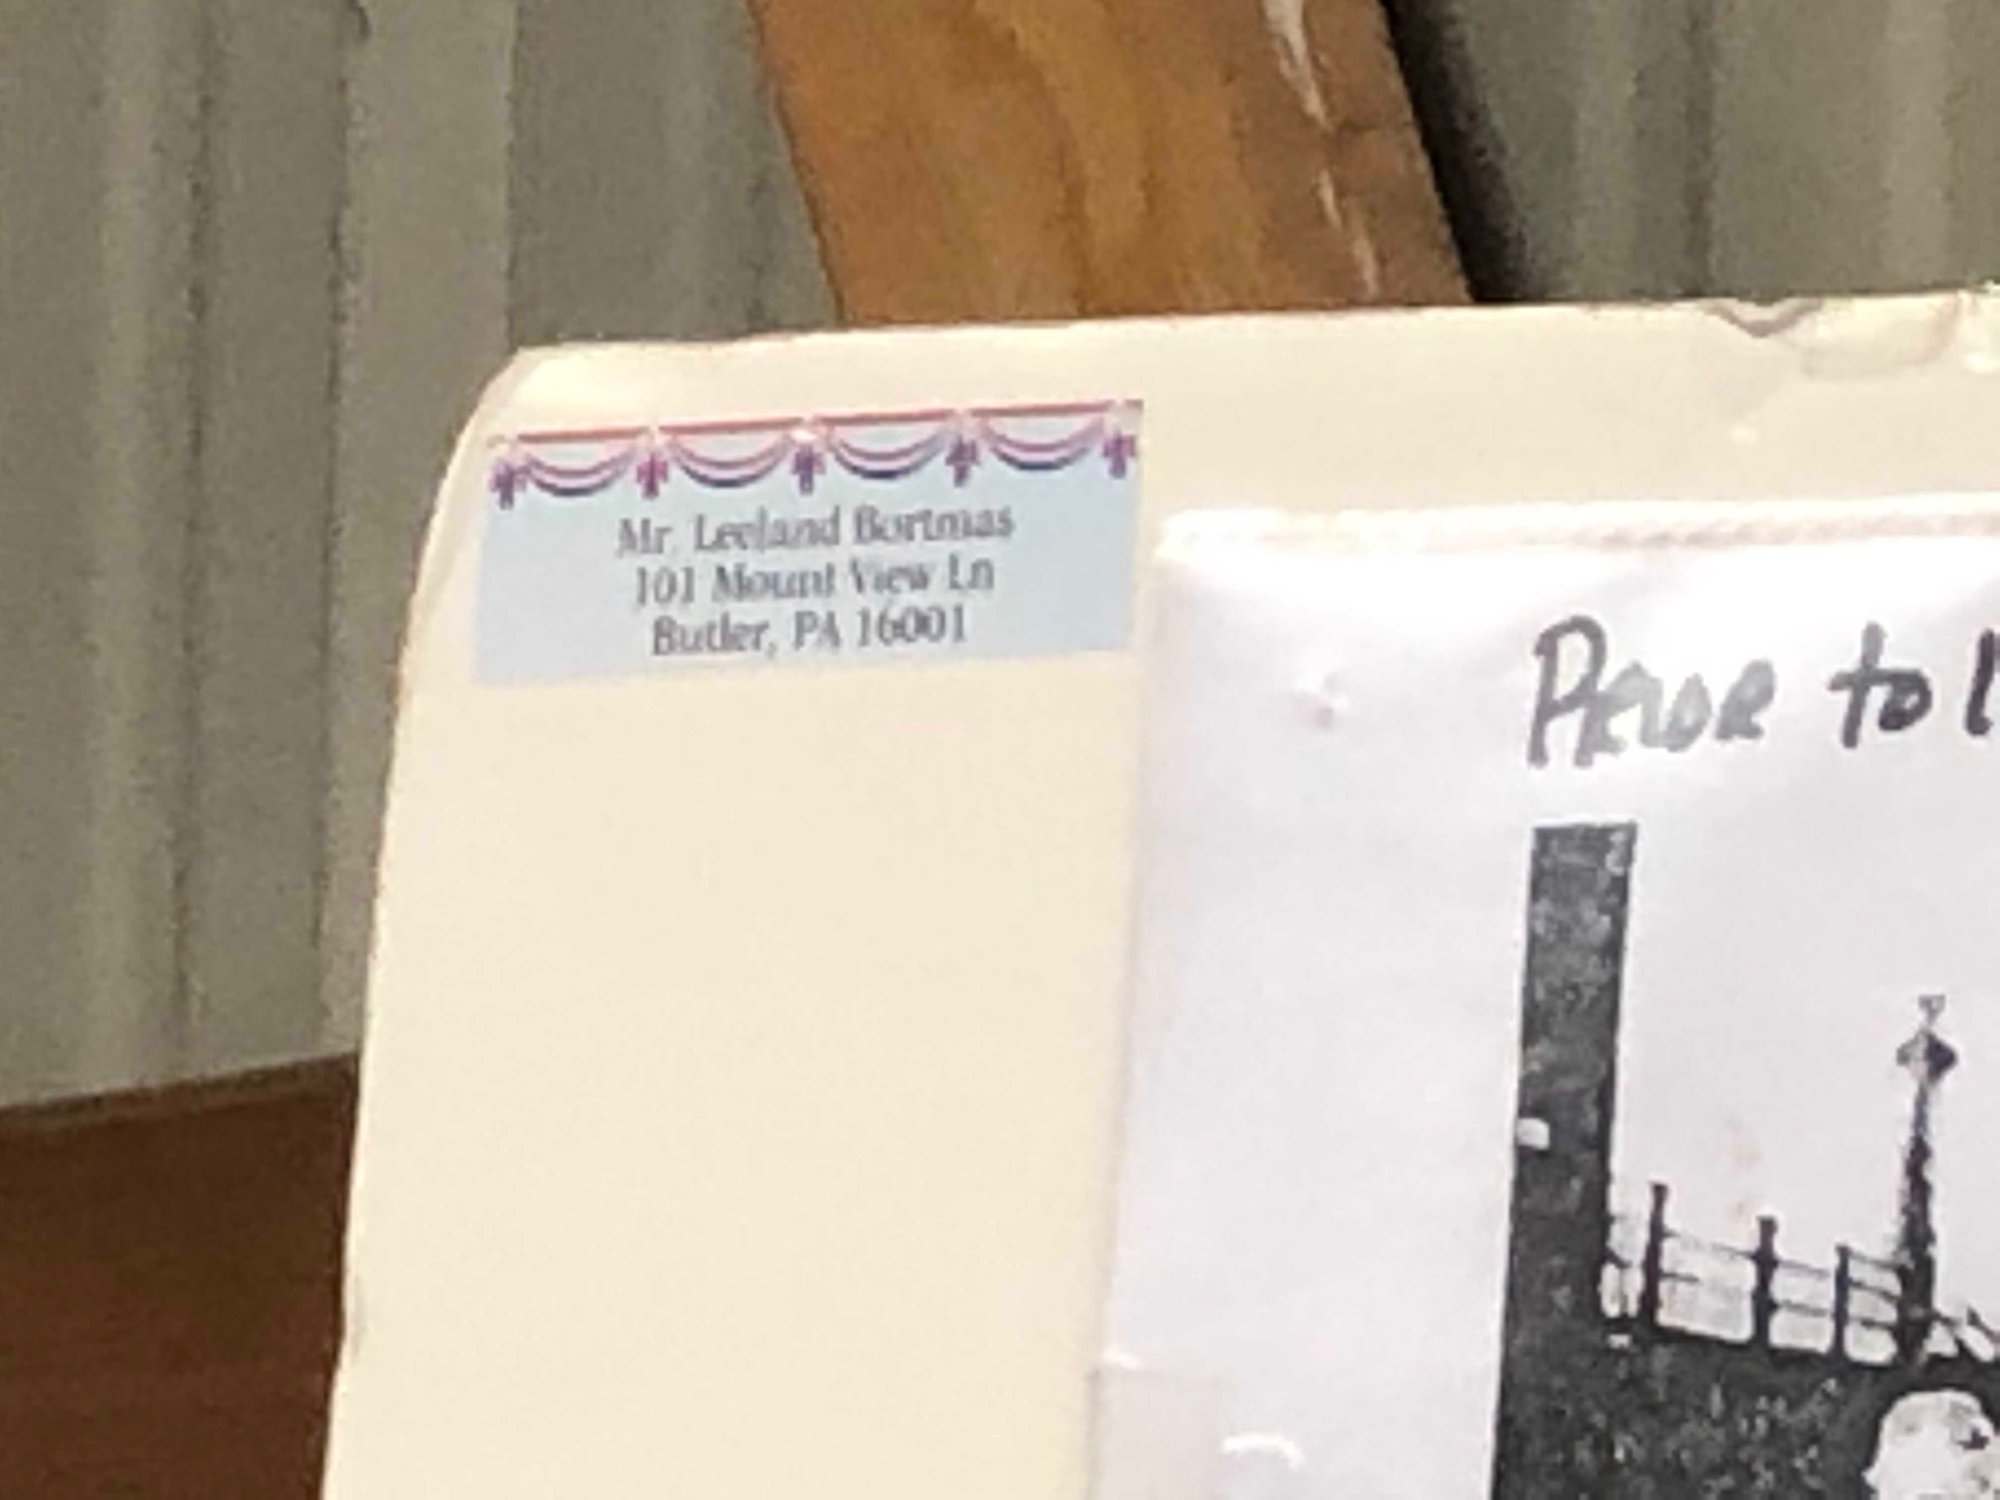 Mr. Leeland Bortmas
101 Mount View Ln
Butler, PA 16001
PRIOR to